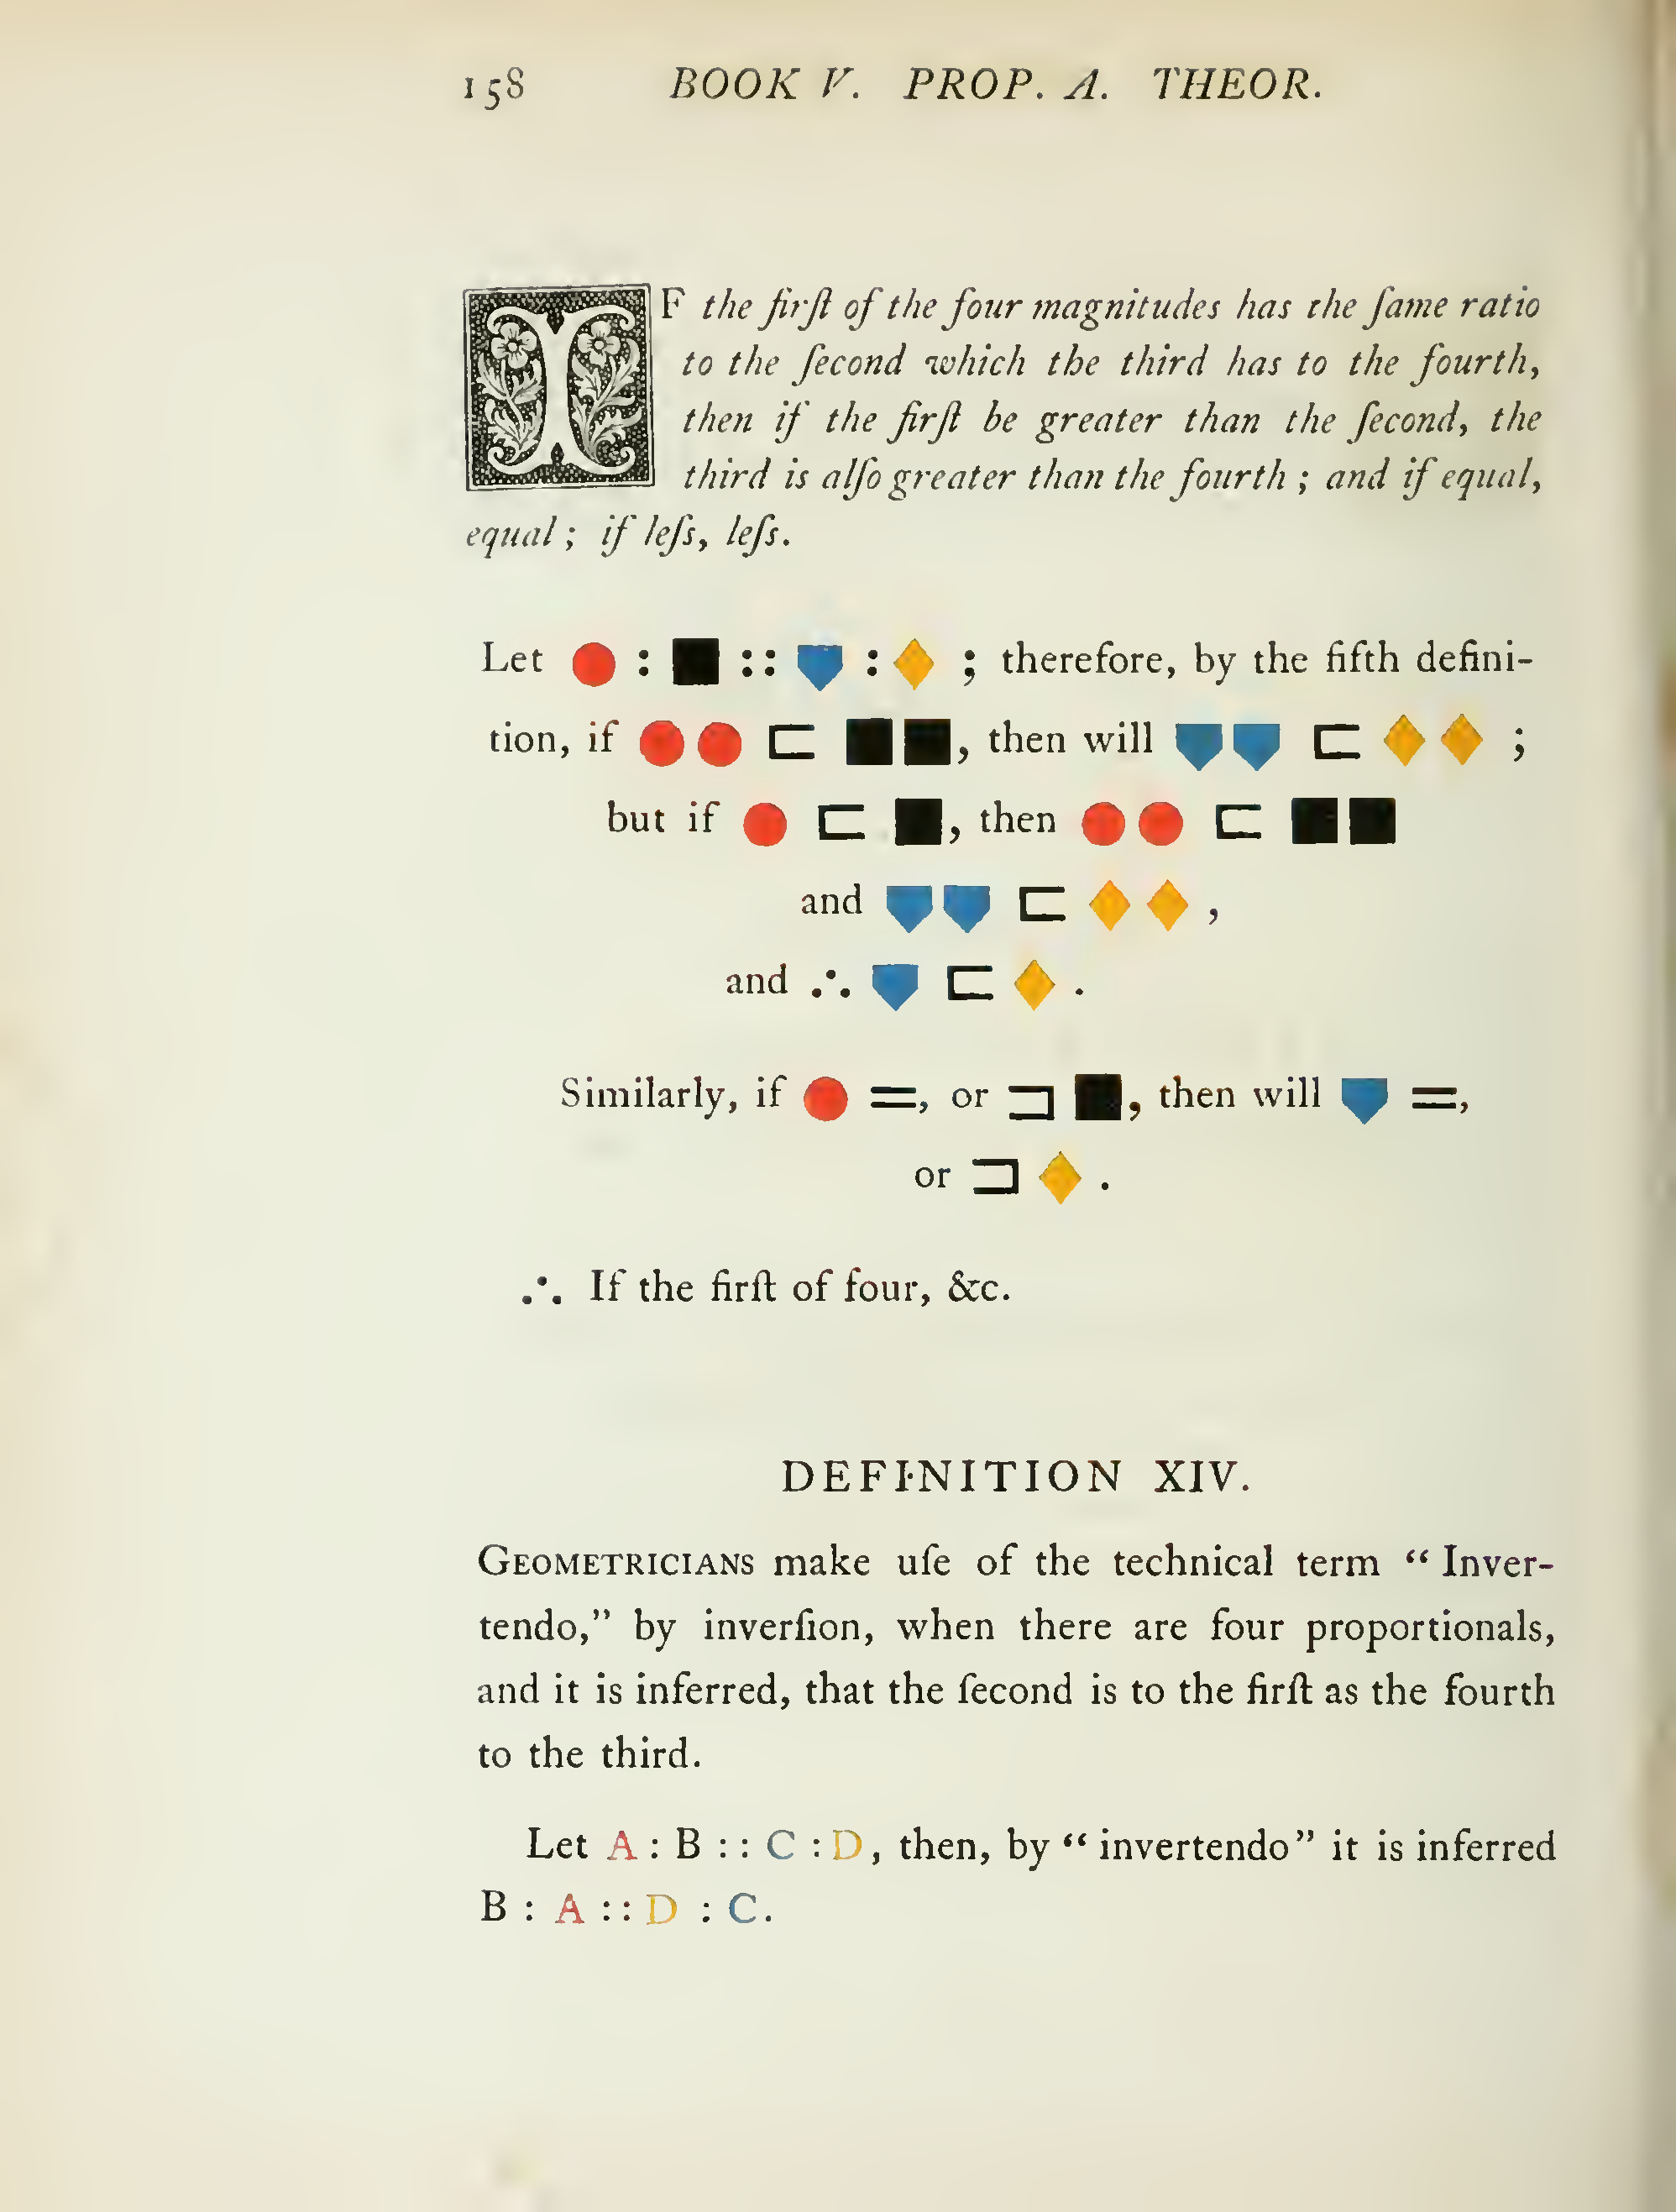 158 BOOK V. PROP. A. THEOR.
IF the firſt of the four magnitudes has the ſame ratio
to the ſecond which the third has to the fourth,
then if the firſt be greater than the ſecond, the
third is alſo greater than the fourth ; and if equal,
equal ; if leſs, leſs.
Let : :: : ; therefore, by the fifth defini-
tion, if ⊏ , then will ⊏ ;
but if ⊏ , then ⊏
and ⊏ ,
and ∴ ⊏ .
Similarly, if =, or ⊐ , then will =,
or ⊐ .
∴ If the firſt of four, &c.
DEFINITION XIV.
GEOMETRICIANS make uſe of the technical term “ Inver-
tendo,” by inverſion, when there are four proportionals,
and it is inferred, that the ſecond is to the firſt as the fourth
to the third.
Let A : B : : C : D, then, by “ invertendo” it is inferred
B : A : : D : C.